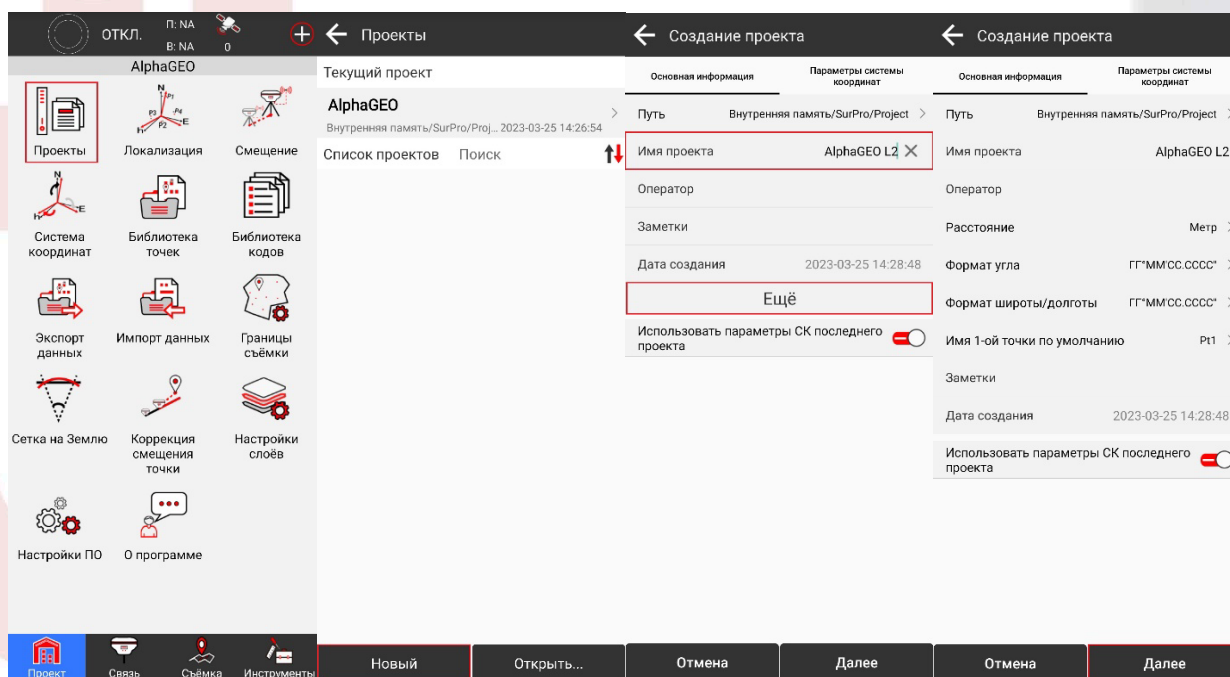 ОТКЛ.
П: NA
В: NA
0
AlphaGEO
Проекты
Локализация
Смещение
Система
координат
Библиотека
точек
Библиотека
кодов
Экспорт
данных
Импорт данных
Границы
съёмки
Сетка на Землю
Коррекция
смещения
точки
Настройки
слоёв
Настройки ПО
О программе
Проект
Связь
Съёмка
Инструменты
Проекты
Текущий проект
AlphaGEO
Внутренняя память/SurPro/Proj... 2023-03-25 14:26:54
Список проектов Поиск
Новый
Открыть...
Создание проекта
Основная информация
Параметры системы
координат
Путь Внутренняя память/SurPro/Project
Имя проекта AlphaGEO L2
Оператор
Заметки
Дата создания 2023-03-25 14:28:48
Ещё
Использовать параметры СК последнего
проекта
Отмена
Далее
Создание проекта
Основная информация
Параметры системы
координат
Путь Внутренняя память/SurPro/Project
Имя проекта AlphaGEO L2
Оператор
Расстояние Метр
Формат угла ГГ°ММ'СС.СССС"
Формат широты/долготы ГГ°ММ'СС.СССС"
Имя 1-ой точки по умолчанию Pt1
Заметки
Дата создания 2023-03-25 14:28:48
Использовать параметры СК последнего
проекта
Отмена
Далее